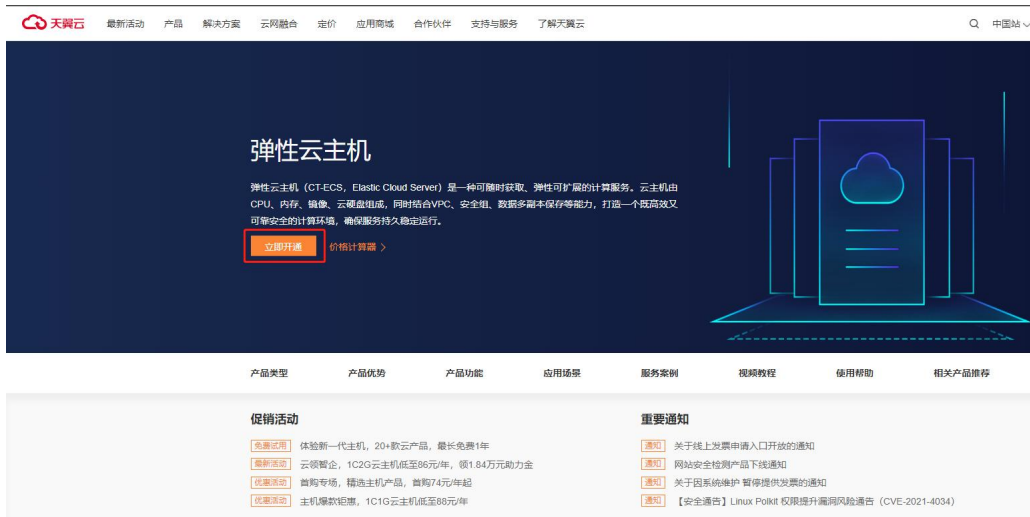 天翼云 最新活动 产品 解决方案 云网融合 定价 应用商城 合作伙伴 支持与服务 了解天翼云 中国站
弹性云主机
弹性云主机（CT-ECS，Elastic Cloud Server）是一种可随时获取、弹性可扩展的计算服务。云主机由
CPU、内存、镜像、云硬盘组成，同时结合VPC、安全组、数据多副本保存等能力，打造一个既高效又
可靠安全的计算环境，确保服务持久稳定运行。
立即开通 价格计算器 >
产品类型 产品优势 产品功能 应用场景 服务案例 视频教程 使用帮助 相关产品推荐
促销活动
免费试用 体验新一代主机，20+款云产品，最长免费1年
最新活动 云领智企，1C2G云主机低至86元/年，领1.84万元助力金
优惠活动 首购专场，精选主机产品，首购74元/年起
优惠活动 主机爆款钜惠，1C1G云主机低至88元/年
重要通知
通知 关于线上发票申请入口开放的通知
通知 网站安全检测产品下线通知
通知 关于因系统维护 暂停提供发票的通知
通知 【安全通告】Linux Polkit 权限提升漏洞风险通告（CVE-2021-4034）